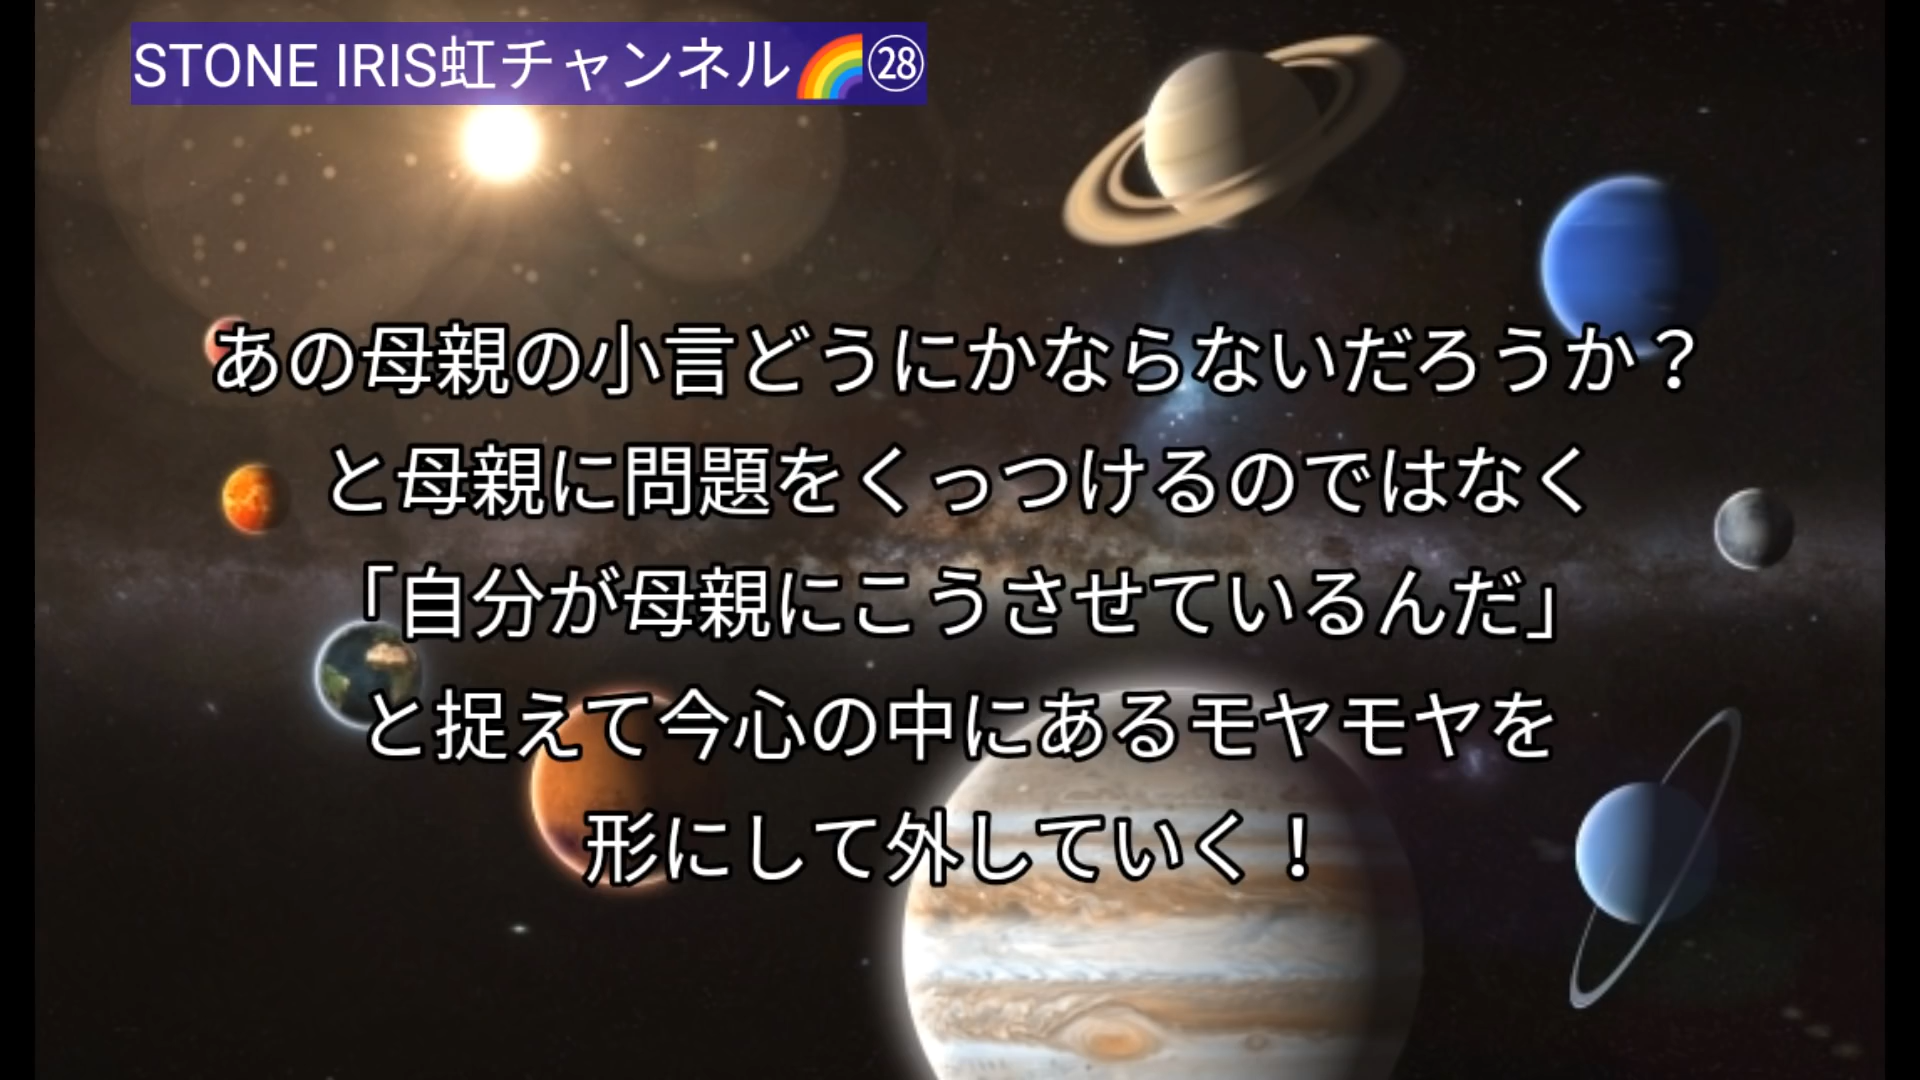 STONE IRIS虹チャンネル🌈㉘
あの母親の小言どうにかならないだろうか？
と母親に問題をくっつけるのではなく
「自分が母親にこうさせているんだ」
と捉えて今心の中にあるモヤモヤを
形にして外していく！